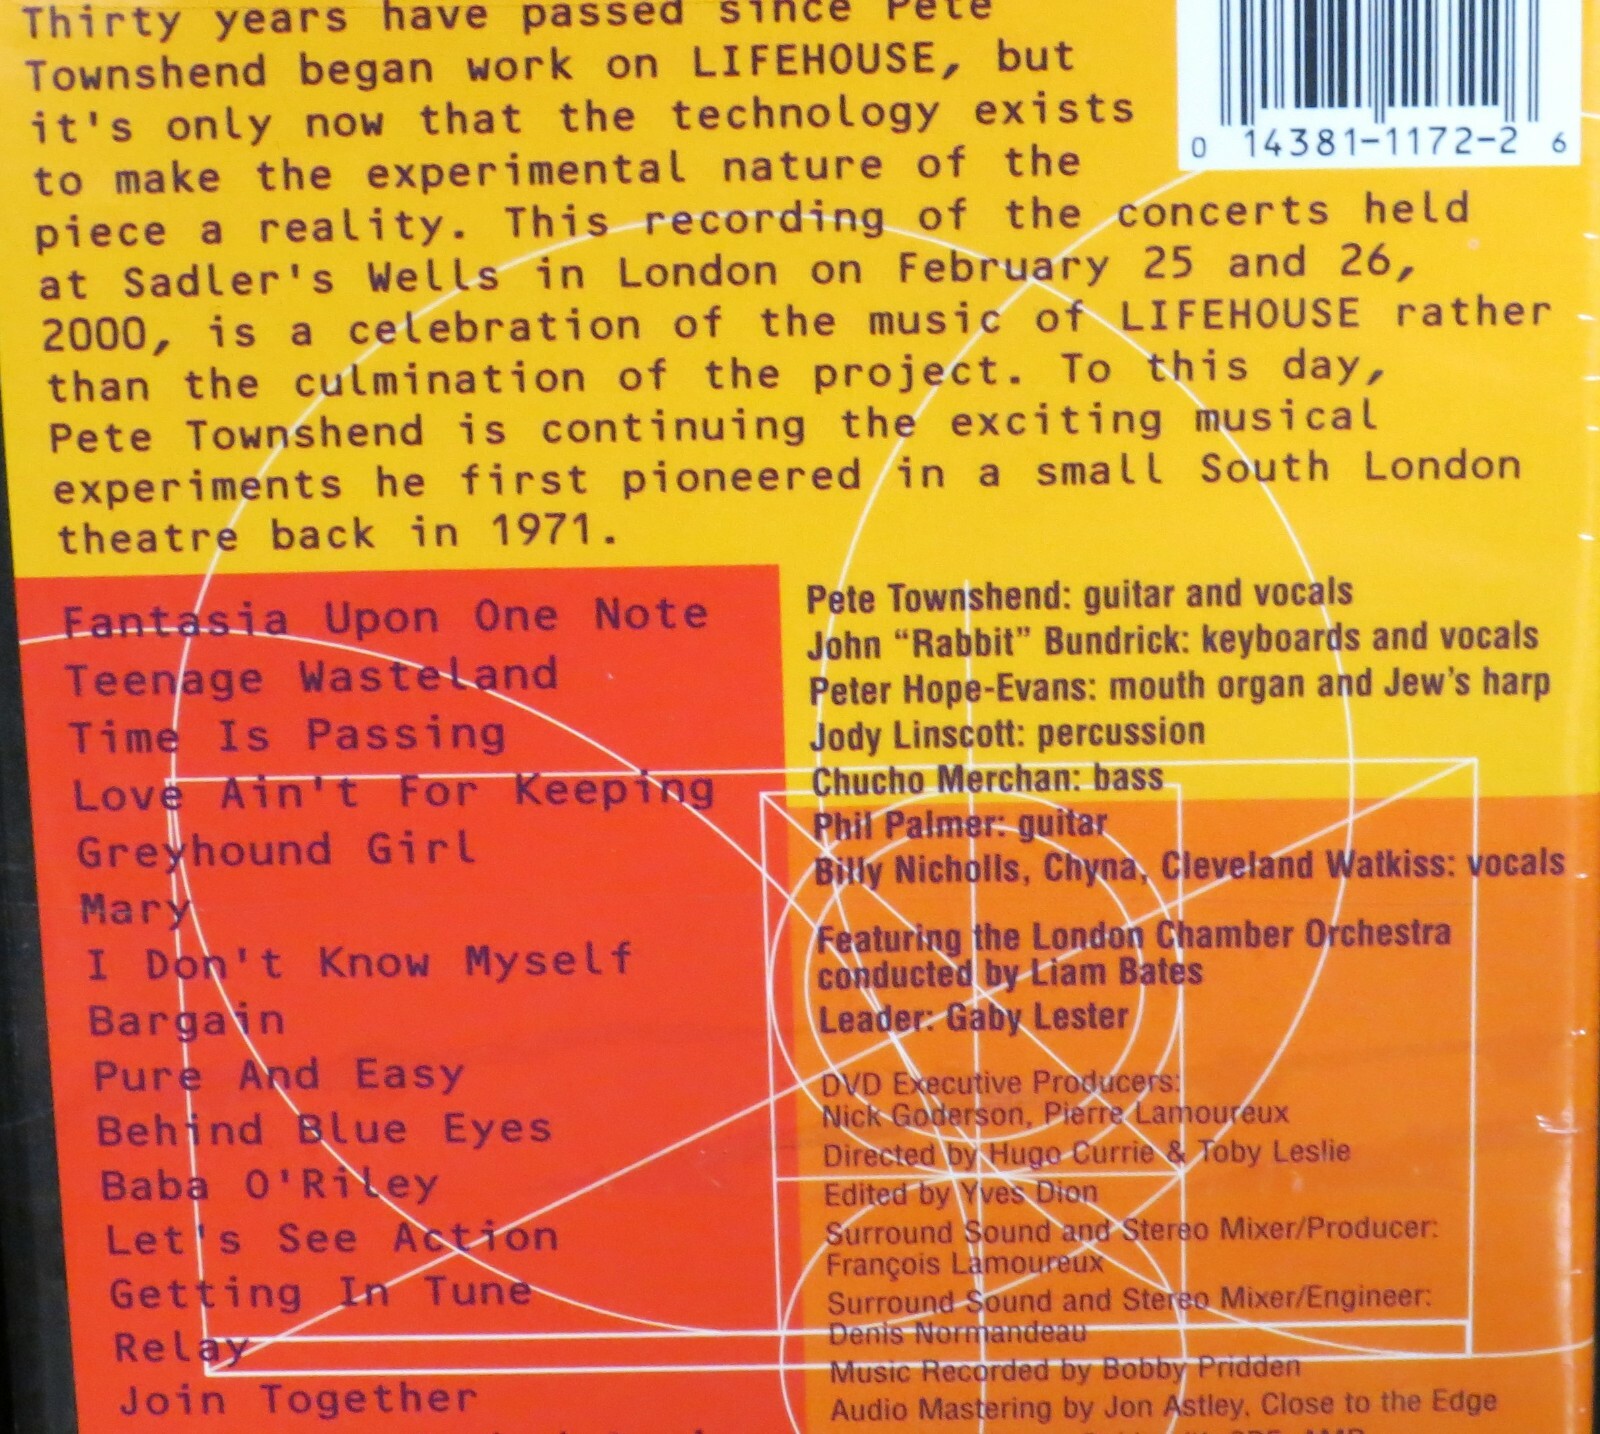 Thirty years have passed since Pete
Townshend began work on LIFEHOUSE, but
it's only now that the technology exists
to make the experimental nature of the
piece a reality. This recording of the concerts held
at Sadler's Wells in London on February 25 and 26,
2000, is a celebration of the music of LIFEHOUSE rather
than the culmination of the project. To this day,
Pete Townshend is continuing the exciting musical
experiments he first pioneered in a small South London
theatre back in 1971.
0 14381-1172-2 6
Fantasia Upon One Note
Teenage Wasteland
Time Is Passing
Love Ain't For Keeping
Greyhound Girl
Mary
I Don't Know Myself
Bargain
Pure And Easy
Behind Blue Eyes
Baba O'Riley
Let's See Action
Getting In Tune
Relay
Join Together
Pete Townshend: guitar and vocals
John “Rabbit” Bundrick: keyboards and vocals
Peter Hope-Evans: mouth organ and Jew's harp
Jody Linscott: percussion
Chucho Merchan: bass
Phil Palmer: guitar
Billy Nicholls, Chyna, Cleveland Watkiss: vocals
Featuring the London Chamber Orchestra
conducted by Liam Bates
Leader: Gaby Lester
DVD Executive Producers:
Nick Goderson, Pierre Lamoureux
Directed by Hugo Currie & Toby Leslie
Edited by Yves Dion
Surround Sound and Stereo Mixer/Producer:
François Lamoureux
Surround Sound and Stereo Mixer/Engineer:
Denis Normandeau
Music Recorded by Bobby Pridden
Audio Mastering by Jon Astley, Close to the Edge